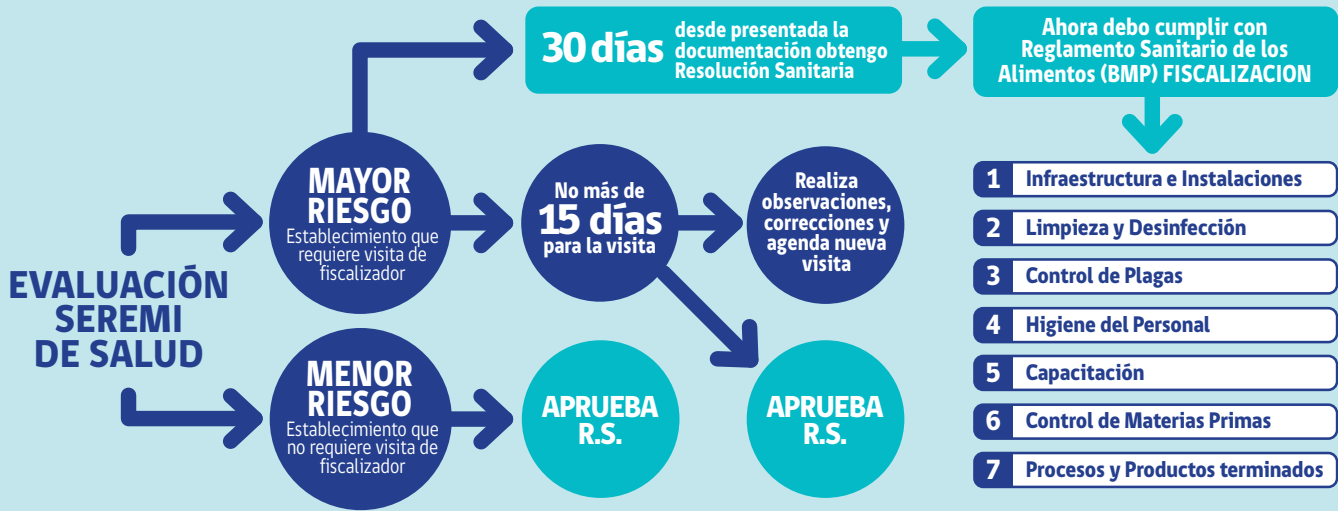 EVALUACIÓN
SEREMI
DE SALUD
MAYOR
RIESGO
Establecimiento que
requiere visita de
fiscalizador
30 días
desde presentada la
documentación obtengo
Resolución Sanitaria
Ahora debo cumplir con
Reglamento Sanitario de los
Alimentos (BMP) FISCALIZACION
No más de
15 días
para la visita
Realiza
observaciones,
correcciones y
agenda nueva
visita
MENOR
RIESGO
Establecimiento que
no requiere visita de
fiscalizador
APRUEBA
R.S.
APRUEBA
R.S.
1 Infraestructura e Instalaciones
2 Limpieza y Desinfección
3 Control de Plagas
4 Higiene del Personal
5 Capacitación
6 Control de Materias Primas
7 Procesos y Productos terminados